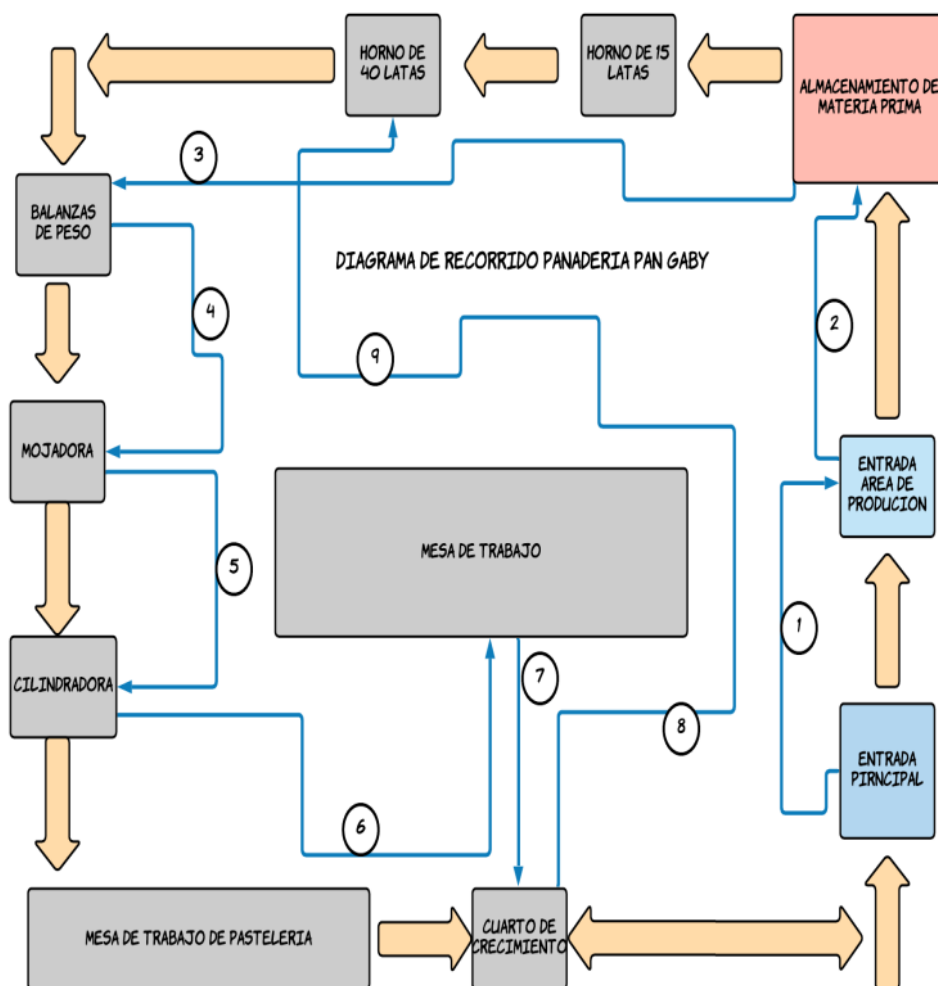 HORNO DE
40 LATAS
HORNO DE 15
LATAS
ALMACENAMIENTO DE
MATERIA PRIMA
3
BALANZAS
DE PESO
DIAGRAMA DE RECORRIDO PANADERIA PAN GABY
4
2
9
MOJADORA
ENTRADA
AREA DE
PRODUCION
MESA DE TRABAJO
5
1
CILINDRADORA
7
8
ENTRADA
PIRNCIPAL
6
MESA DE TRABAJO DE PASTELERIA
CUARTO DE
CRECIMIENTO